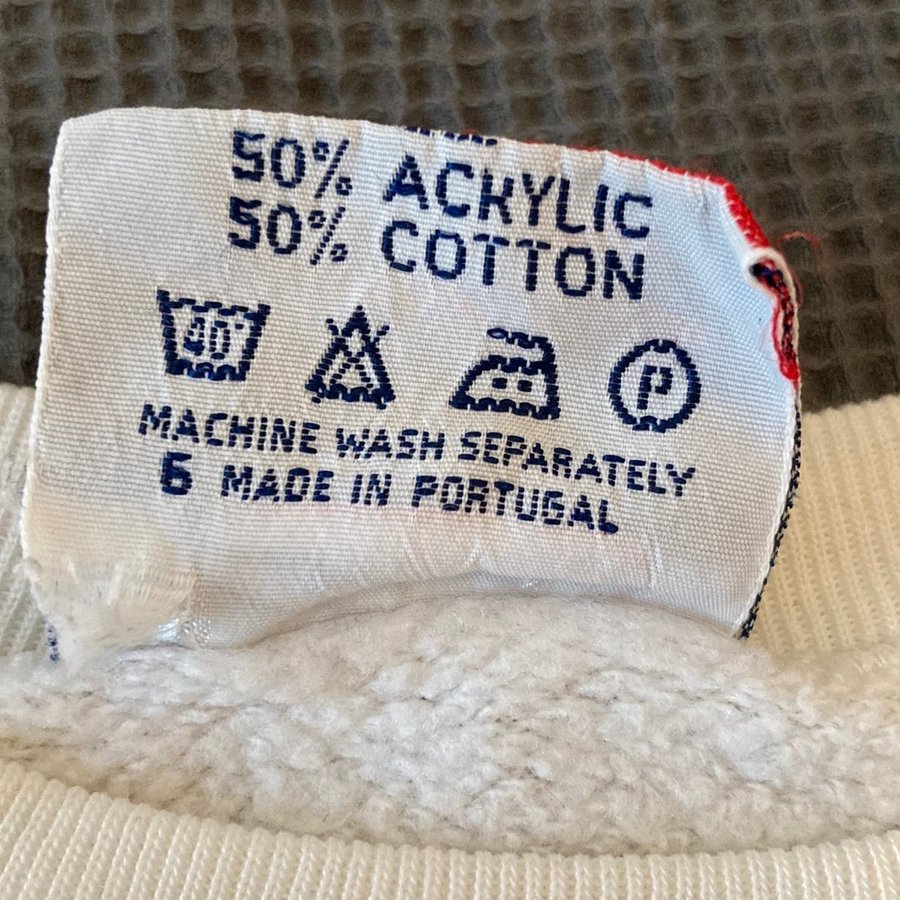 50% ACRYLIC
50% COTTON
40° P
MACHINE WASH SEPARATELY
6 MADE IN PORTUGAL